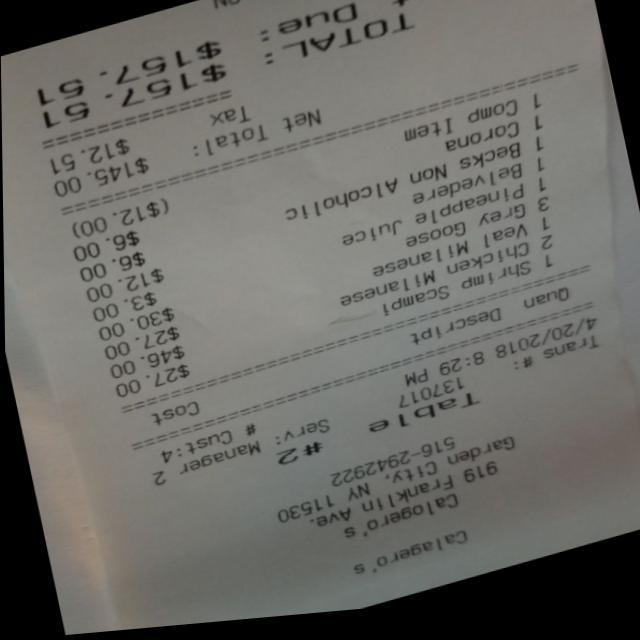 Calagero's
Calogero's
919 Franklin Ave.
Garden City, NY 11530
516-2942922
Table #2
Trans #: 137017 Serv: Manager 2
4/20/2018 8:29 PM # Cust:4
Quan Descript Cost
1 Shrimp Scampi $27.00
2 Chicken Milanese $46.00
1 Veal Milanese $27.00
3 Grey Goose $30.00
1 Pineapple Juice $3.00
1 Belvedere $12.00
1 Becks Non Alcoholic $6.00
1 Corona $6.00
1 Comp Item ($12.00)
Net Total: $145.00
Tax $12.51
TOTAL: $157.51
Due: $157.51